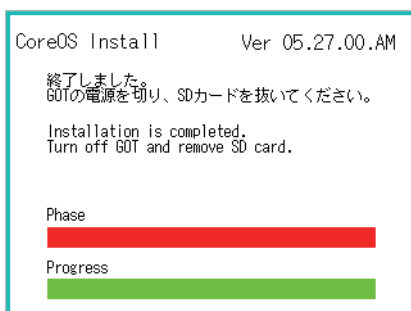 CoreOS Install Ver 05.27.00.AM
終了しました。
GOTの電源を切り、SDカードを抜いてください。
Installation is completed.
Turn off GOT and remove SD card.
Phase
Progress